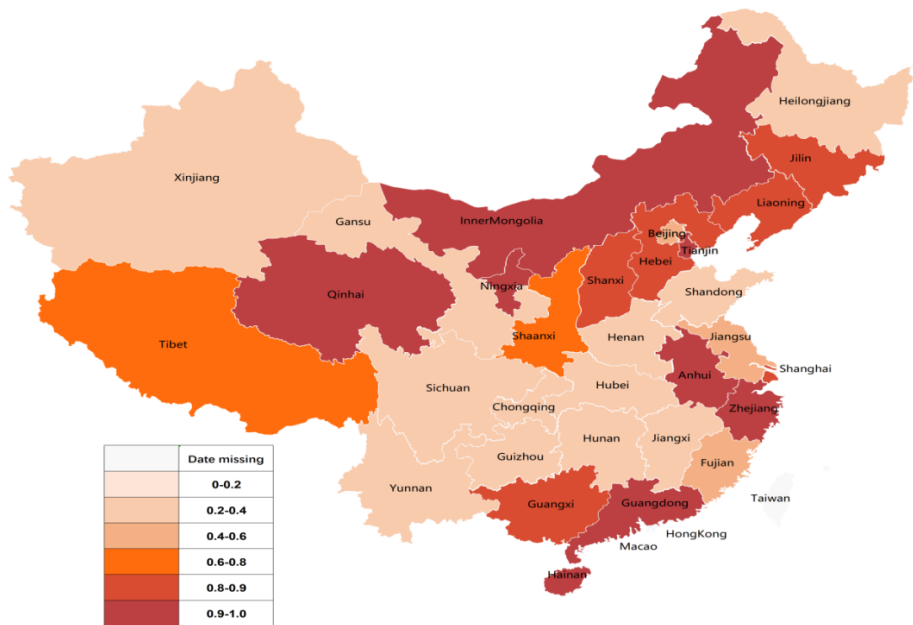 Heilongjiang
Jilin
Xinjiang
Liaoning
Gansu
InnerMongolia
Beijing
Tianjin
Hebei
Shanxi
Ningxia
Qinhai
Shandong
Shaanxi
Henan
Jiangsu
Tibet
Shanghai
Anhui
Sichuan
Hubei
Chongqing
Zhejiang
Hunan
Jiangxi
Guizhou
Fujian
Yunnan
Guangxi
Guangdong
Taiwan
HongKong
Macao
Hainan
Date missing
0-0.2
0.2-0.4
0.4-0.6
0.6-0.8
0.8-0.9
0.9-1.0